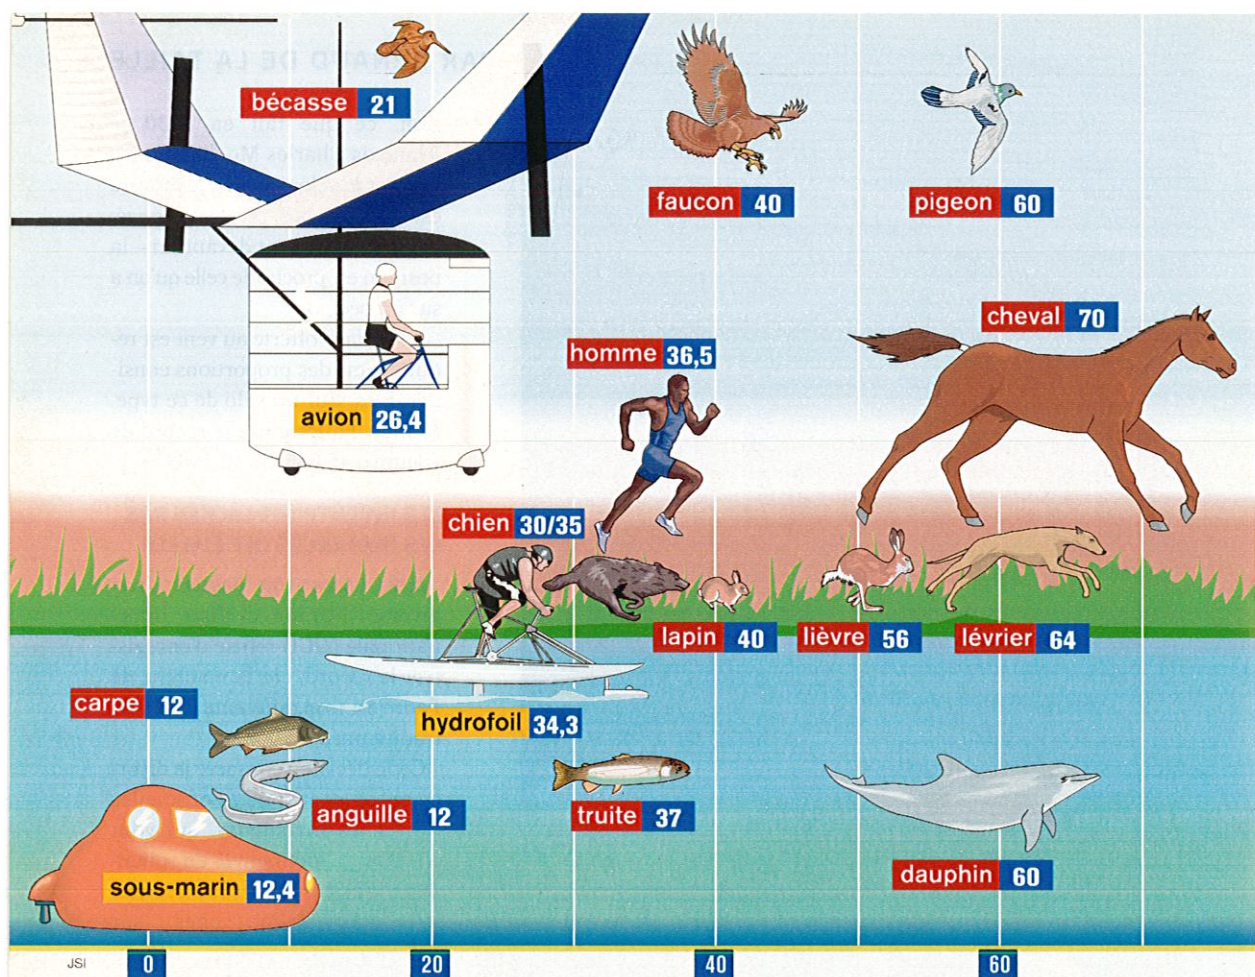 bécasse 21
faucon 40
pigeon 60
cheval 70
homme 36,5
avion 26,4
chien 30/35
lapin 40
lièvre 56
lévrier 64
carpe 12
hydrofoil 34,3
anguille 12
truite 37
dauphin 60
sous-marin 12,4
JSI 0 20 40 60